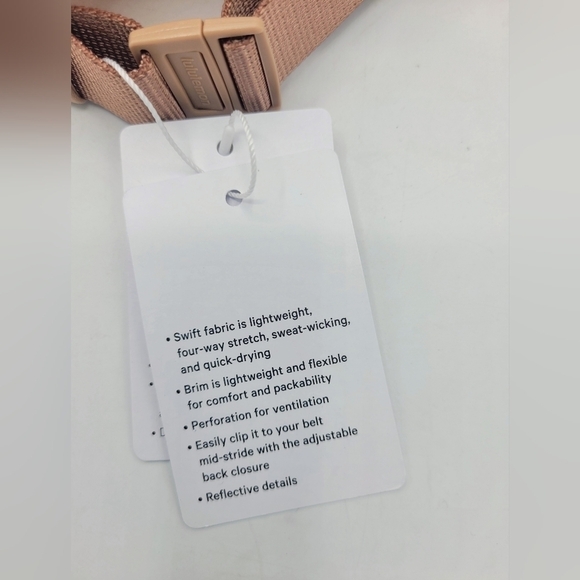 • Swift fabric is lightweight,
four-way stretch, sweat-wicking,
and quick-drying
• Brim is lightweight and flexible
for comfort and packability
• Perforation for ventilation
• Easily clip it to your belt
mid-stride with the adjustable
back closure
• Reflective details